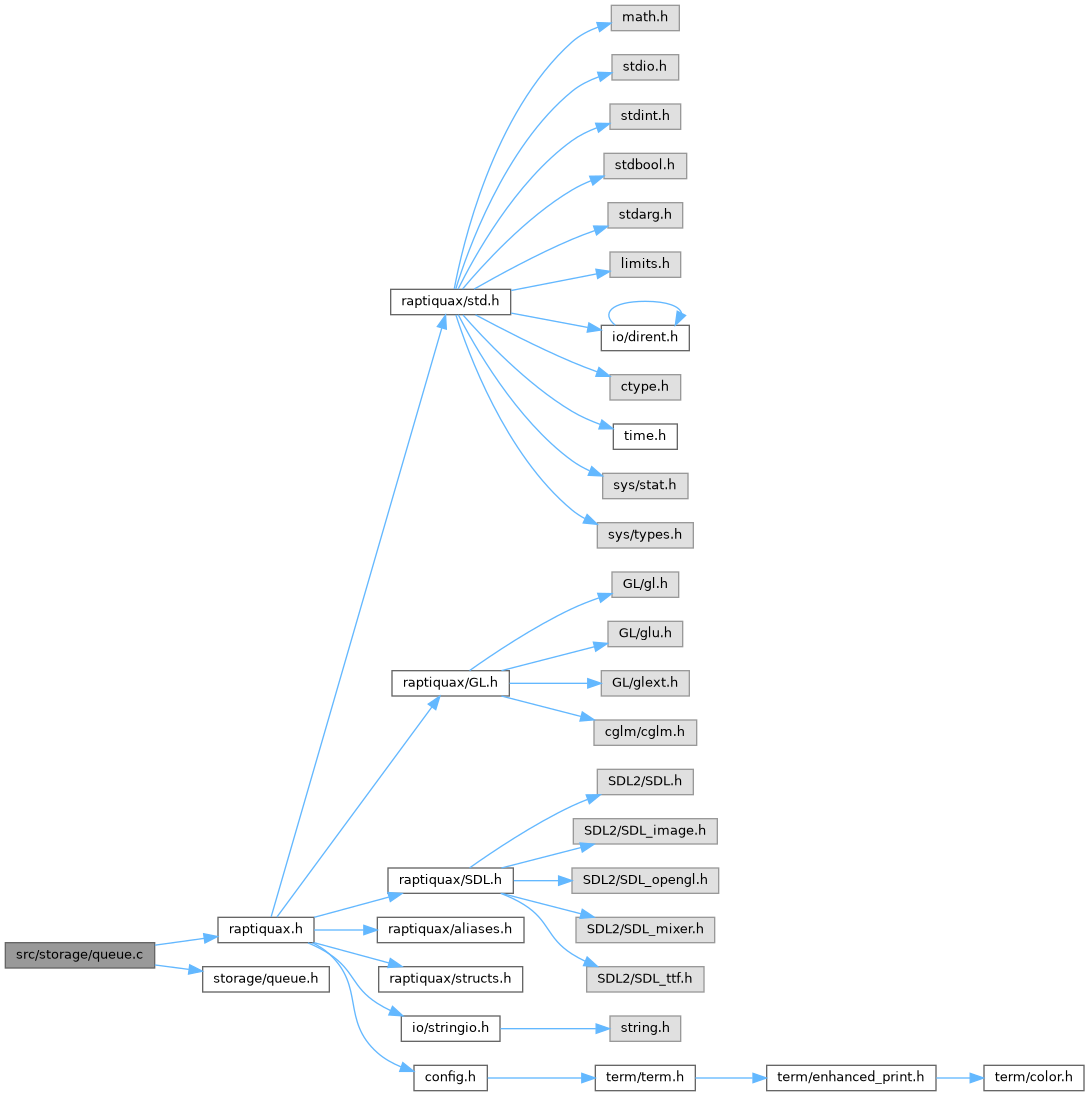 math.h
stdio.h
stdint.h
stdbool.h
stdarg.h
limits.h
raptiquax/std.h
io/dirent.h
ctype.h
time.h
sys/stat.h
sys/types.h
GL/gl.h
GL/glu.h
raptiquax/GL.h
GL/glext.h
cglm/cglm.h
SDL2/SDL.h
SDL2/SDL_image.h
raptiquax/SDL.h
SDL2/SDL_opengl.h
raptiquax.h
raptiquax/aliases.h
SDL2/SDL_mixer.h
src/storage/queue.c
storage/queue.h
raptiquax/structs.h
SDL2/SDL_ttf.h
io/stringio.h
string.h
config.h
term/term.h
term/enhanced_print.h
term/color.h